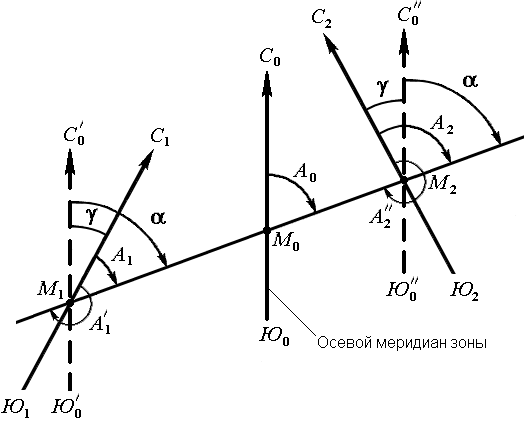 C₂
C₀″
C₀
γ
α
C₀′
C₁
A₂
A₀
γ
α
M₂
A₂″
A₁
M₀
M₁
A₁′
Ю₀″
Ю₂
Ю₀
Осевой меридиан зоны
Ю₁
Ю₀′